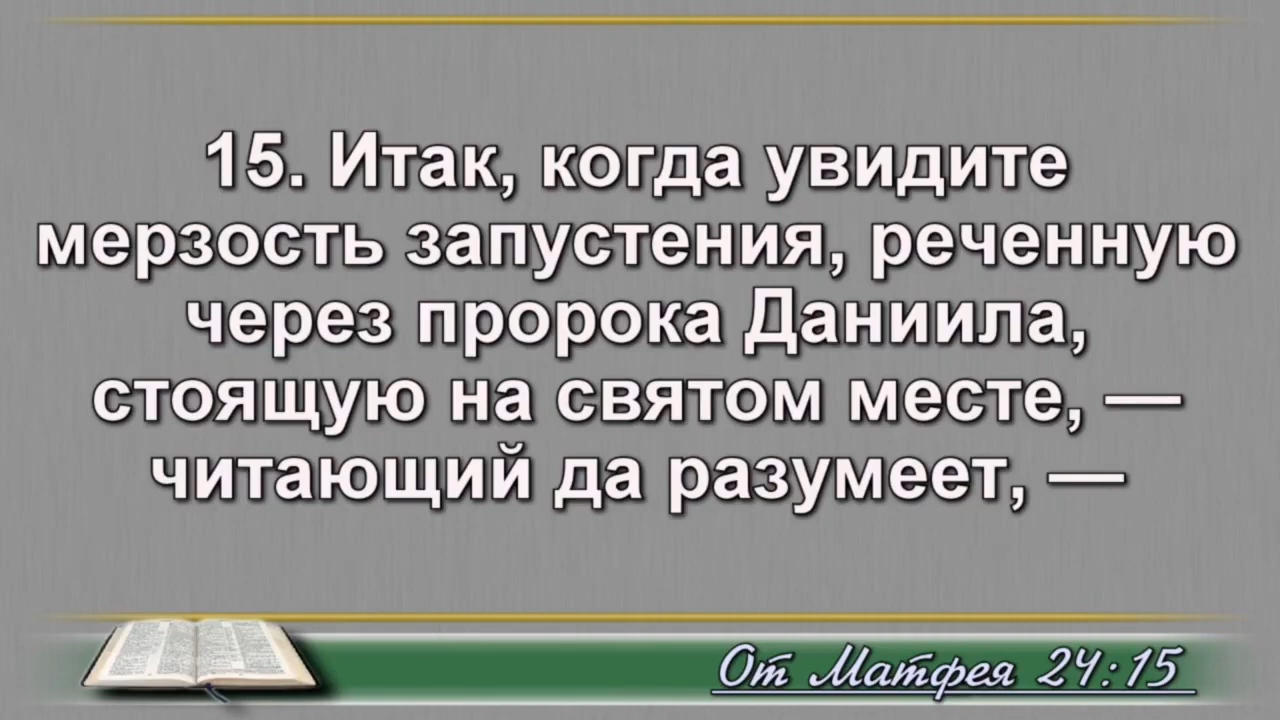 15. Итак, когда увидите
мерзость запустения, реченную
через пророка Даниила,
стоящую на святом месте, —
читающий да разумеет, —
От Матфея 24:15